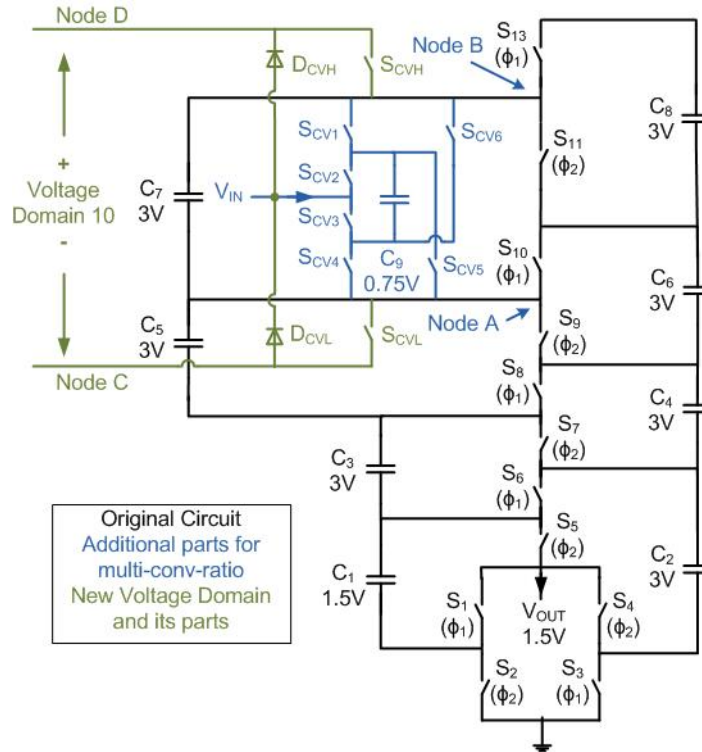 Node D
Node B
S13
(ϕ1)
DCVH
SCVH
C8
3V
SCV1
SCV6
S11
(ϕ2)
+
Voltage
Domain 10
-
C7
3V
VIN
SCV2
SCV3
SCV4
C9
0.75V
SCV5
S10
(ϕ1)
C6
3V
Node A
C5
3V
DCVL
SCVL
S9
(ϕ2)
Node C
S8
(ϕ1)
C4
3V
S7
(ϕ2)
C3
3V
S6
(ϕ1)
S5
(ϕ2)
C2
3V
Original Circuit
Additional parts for
multi-conv-ratio
New Voltage Domain
and its parts
C1
1.5V
S1
(ϕ1)
VOUT
1.5V
S4
(ϕ2)
S2
(ϕ2)
S3
(ϕ1)